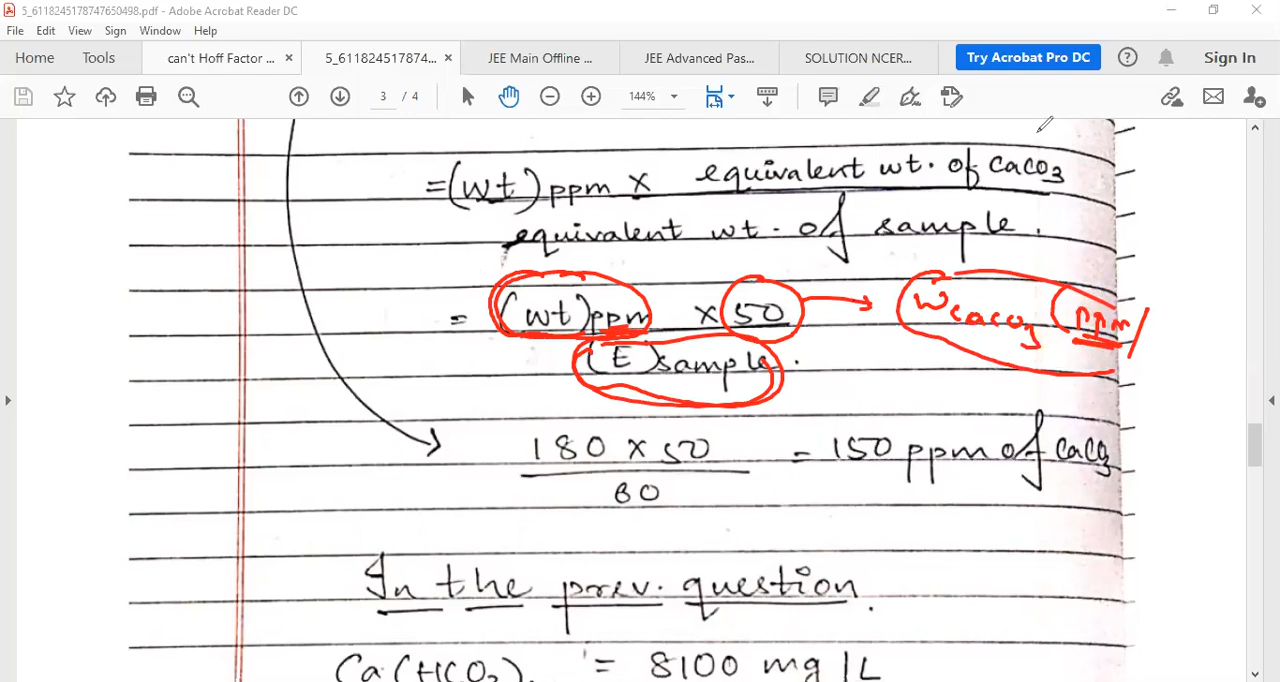 5_6118245178747650498.pdf - Adobe Acrobat Reader DC
File Edit View Sign Window Help
Home Tools can't Hoff Factor ... × 5_611824517874... × JEE Main Offline ... JEE Advanced Pas... SOLUTION NCER... Try Acrobat Pro DC Sign In
3 / 4 144%
=(wt)ppm × equivalent wt. of CaCO3
equivalent wt. of sample.
= (wt)ppm × 50 → WCaCO3 (ppm)
(E)sample.
180 × 50 = 150 ppm of CaCO3
60
In the prev. question.
Ca(HCO3)2 = 8100 mg/L